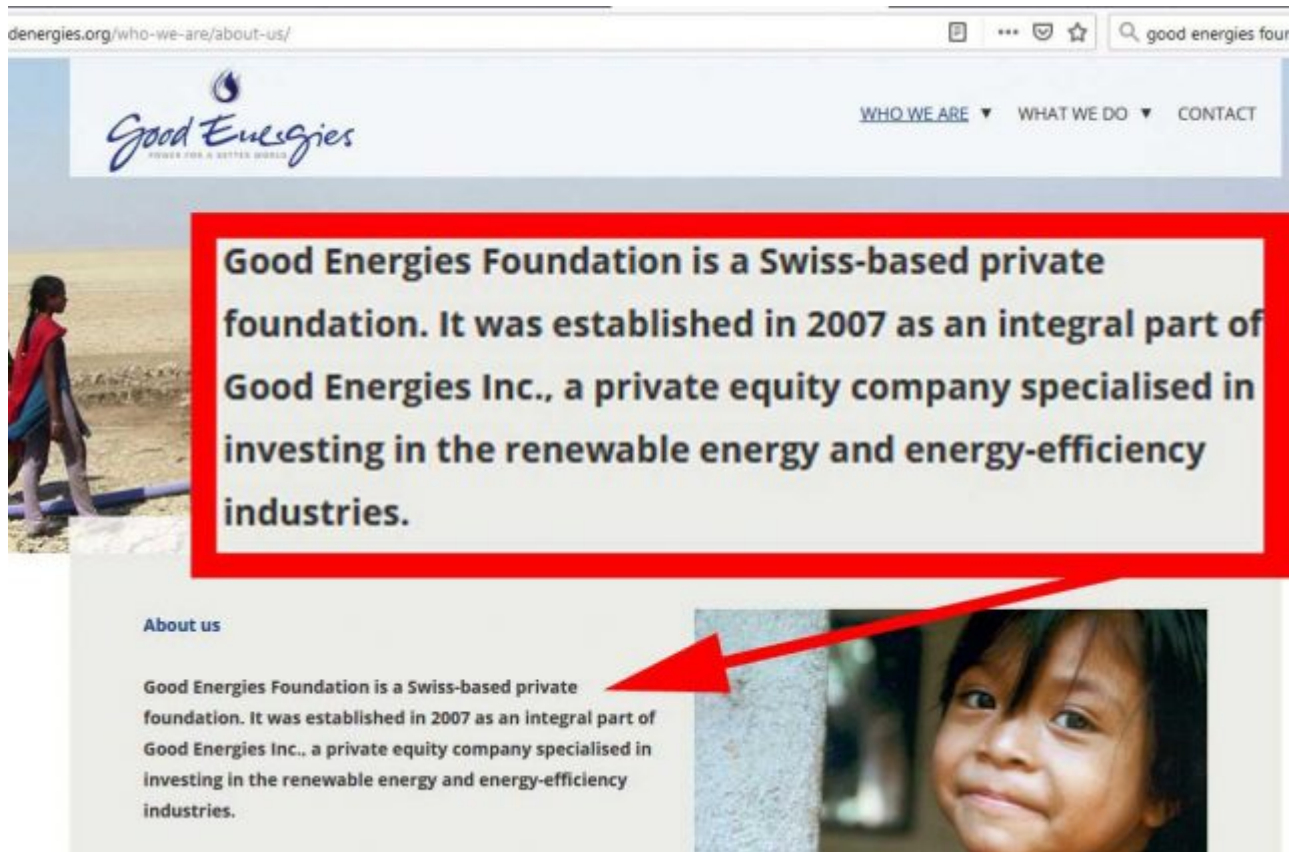 denergies.org/who-we-are/about-us/
good energies four
Good Energies
POWER FOR A BETTER WORLD
WHO WE ARE ▼ WHAT WE DO ▼ CONTACT
Good Energies Foundation is a Swiss-based private
foundation. It was established in 2007 as an integral part of
Good Energies Inc., a private equity company specialised in
investing in the renewable energy and energy-efficiency
industries.
About us
Good Energies Foundation is a Swiss-based private
foundation. It was established in 2007 as an integral part of
Good Energies Inc., a private equity company specialised in
investing in the renewable energy and energy-efficiency
industries.